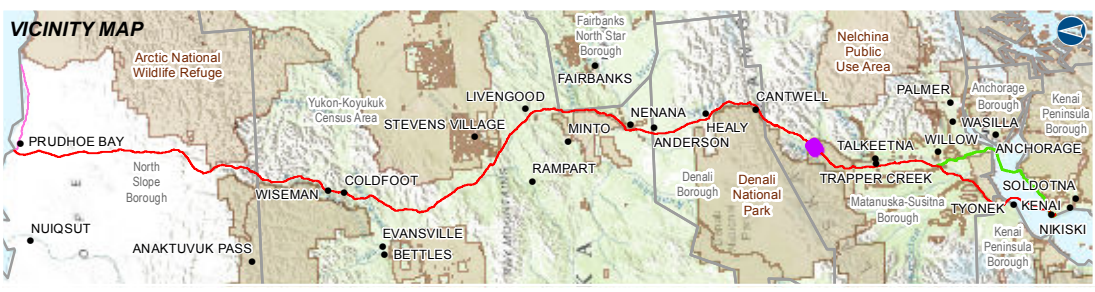 VICINITY MAP
Arctic National
Wildlife Refuge
Fairbanks
North Star
Borough
FAIRBANKS
Nelchina
Public
Use Area
PALMER
Anchorage
Borough
Kenai
Peninsula
Borough
WASILLA
ANCHORAGE
CANTWELL
LIVENGOOD
Yukon-Koyukuk
Census Area
STEVENS VILLAGE
MINTO
NENANA
ANDERSON
HEALY
TALKEETNA
WILLOW
TRAPPER CREEK
PRUDHOE BAY
North
Slope
Borough
WISEMAN
COLDFOOT
RAMPART
Denali
Borough
Denali
National
Park
Matanuska-Susitna
Borough
SOLDOTNA
TYONEK
KENAI
NIKISKI
Kenai
Peninsula
Borough
NUIQSUT
ANAKTUVUK PASS
EVANSVILLE
BETTLES
K A